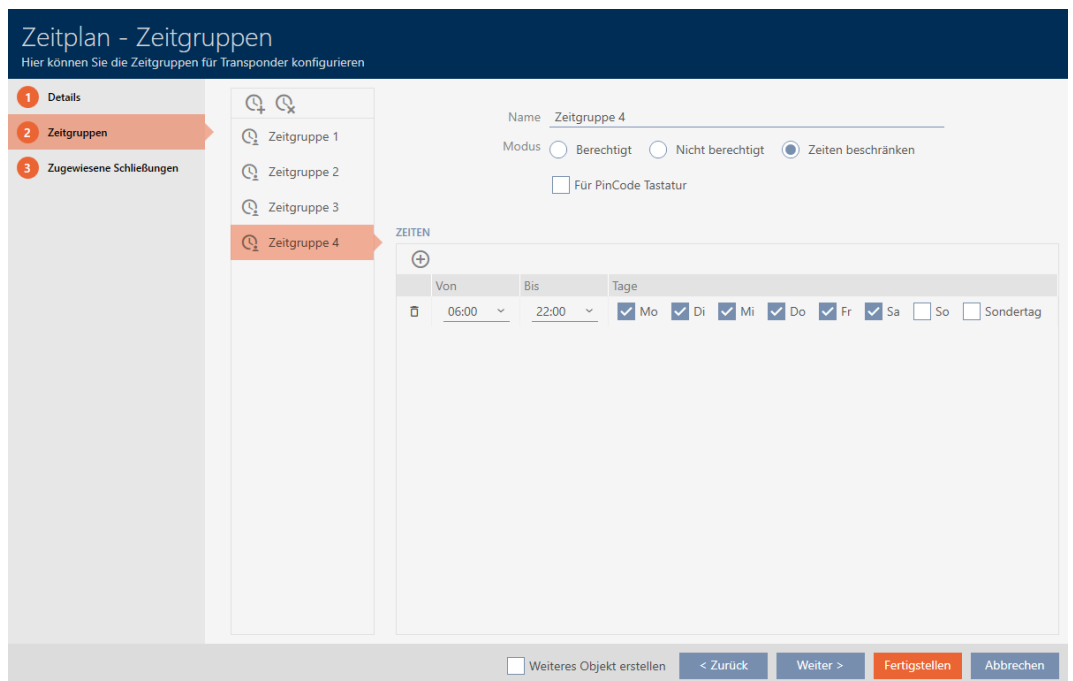 Zeitplan - Zeitgruppen
Hier können Sie die Zeitgruppen für Transponder konfigurieren
1 Details
2 Zeitgruppen
3 Zugewiesene Schließungen
Zeitgruppe 1
Zeitgruppe 2
Zeitgruppe 3
Zeitgruppe 4
Name Zeitgruppe 4
Modus Berechtigt Nicht berechtigt Zeiten beschränken
Für PinCode Tastatur
ZEITEN
Von Bis Tage
06:00 22:00 Mo Di Mi Do Fr Sa So Sondertag
Weiteres Objekt erstellen < Zurück Weiter > Fertigstellen Abbrechen